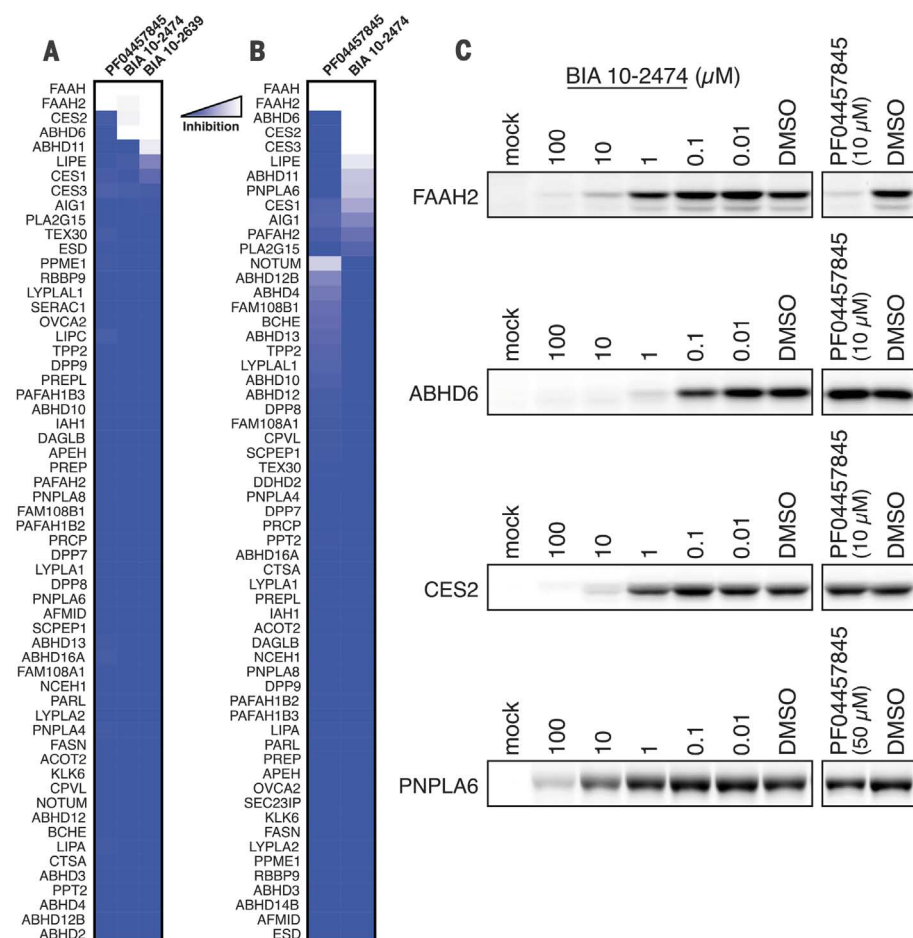 A
PF04457845
BIA 10-2474
BIA 10-2639
FAAH
FAAH2
CES2
ABHD6
ABHD11
LIPE
CES1
CES3
AIG1
PLA2G15
TEX30
ESD
PPME1
RBBP9
LYPLAL1
SERAC1
OVCA2
LIPC
TPP2
DPP9
PREPL
PAFAH1B3
ABHD10
IAH1
DAGLB
APEH
PREP
PAFAH2
PNPLA8
FAM108B1
PAFAH1B2
PRCP
DPP7
LYPLA1
DPP8
PNPLA6
AFMID
SCPEP1
ABHD13
ABHD16A
FAM108A1
NCEH1
PARL
LYPLA2
PNPLA4
FASN
ACOT2
KLK6
CPVL
NOTUM
ABHD12
BCHE
LIPA
CTSA
ABHD3
PPT2
ABHD4
ABHD12B
ABHD2
Inhibition
B
PF04457845
BIA 10-2474
FAAH
FAAH2
ABHD6
CES2
CES3
LIPE
ABHD11
PNPLA6
CES1
AIG1
PAFAH2
PLA2G15
NOTUM
ABHD12B
ABHD4
FAM108B1
BCHE
ABHD13
TPP2
LYPLAL1
ABHD10
ABHD12
DPP8
FAM108A1
CPVL
SCPEP1
TEX30
DDHD2
PNPLA4
DPP7
PRCP
PPT2
ABHD16A
CTSA
LYPLA1
PREPL
IAH1
ACOT2
DAGLB
NCEH1
PNPLA8
DPP9
PAFAH1B2
PAFAH1B3
LIPA
PARL
PREP
APEH
OVCA2
SEC23IP
KLK6
FASN
LYPLA2
PPME1
RBBP9
ABHD3
ABHD14B
AFMID
ESD
C
BIA 10-2474 (µM)
mock
100
10
1
0.1
0.01
DMSO
PF04457845
(10 µM)
DMSO
FAAH2
mock
100
10
1
0.1
0.01
DMSO
PF04457845
(10 µM)
DMSO
ABHD6
mock
100
10
1
0.1
0.01
DMSO
PF04457845
(10 µM)
DMSO
CES2
mock
100
10
1
0.1
0.01
DMSO
PF04457845
(50 µM)
DMSO
PNPLA6